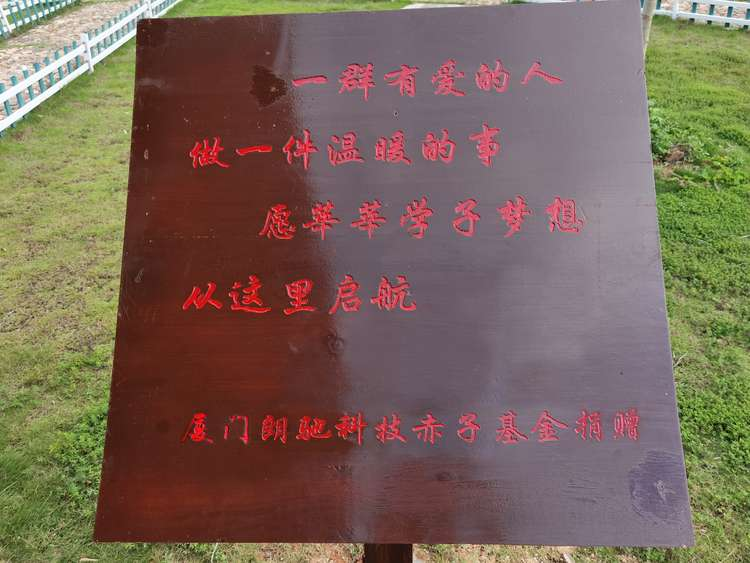 一群有爱的人
做一件温暖的事
愿莘莘学子梦想
从这里启航
厦门朗驰科技赤子基金捐赠